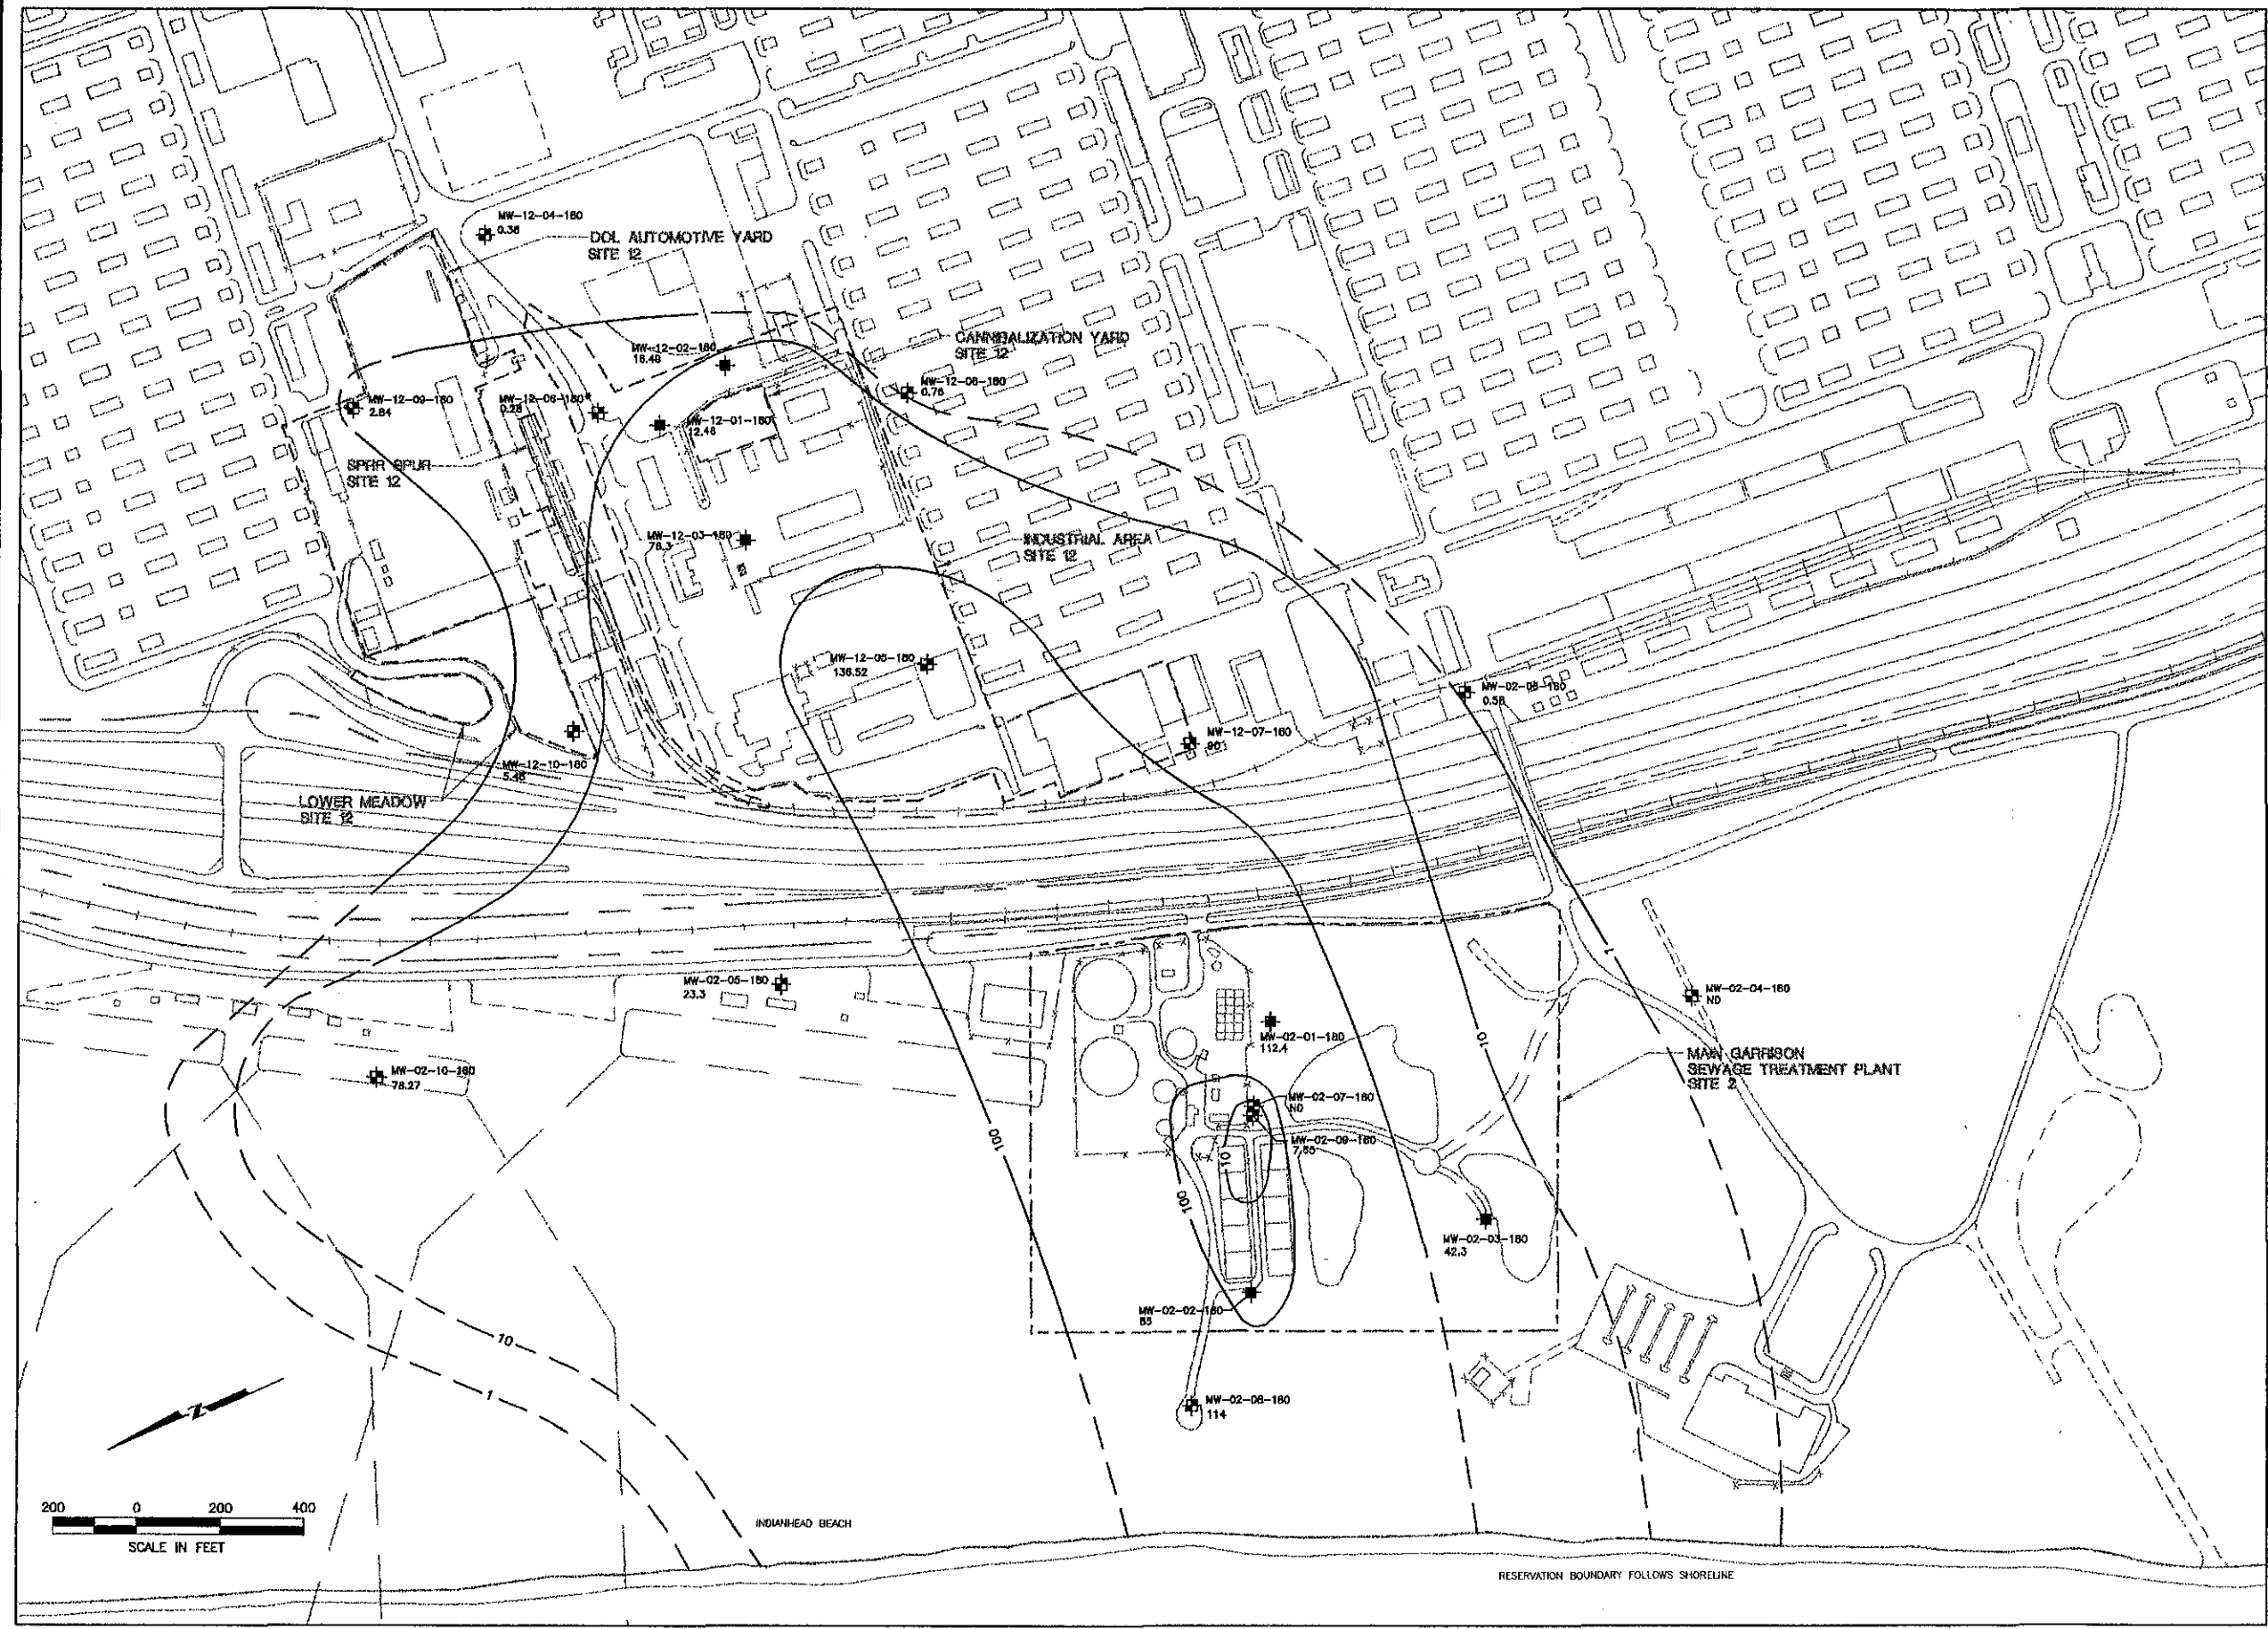 MW-12-04-180
0.36
DOL AUTOMOTIVE YARD
SITE 12
CANNIBALIZATION YARD
SITE 12
MW-12-02-180
16.48
MW-12-08-180
0.76
MW-12-09-180
2.84
MW-12-06-180*
0.28
MW-12-01-180
12.48
SPRR SPUR
SITE 12
MW-12-03-180
78.3
INDUSTRIAL AREA
SITE 12
MW-12-05-180
136.52
MW-02-06-180
0.58
MW-12-07-180
90
MW-12-10-180
5.48
LOWER MEADOW
SITE 12
1
MW-02-05-180
23.3
MW-02-04-180
ND
MW-02-01-180
112.4
10
MAIN GARRISON
SEWAGE TREATMENT PLANT
SITE 2
MW-02-10-180
78.27
MW-02-07-180
ND
100
MW-02-09-180
7.55
10
100
MW-02-03-180
42.3
MW-02-02-180
10
1
MW-02-08-180
114
N
200 0 200 400
SCALE IN FEET
INDIANHEAD BEACH
RESERVATION BOUNDARY FOLLOWS SHORELINE